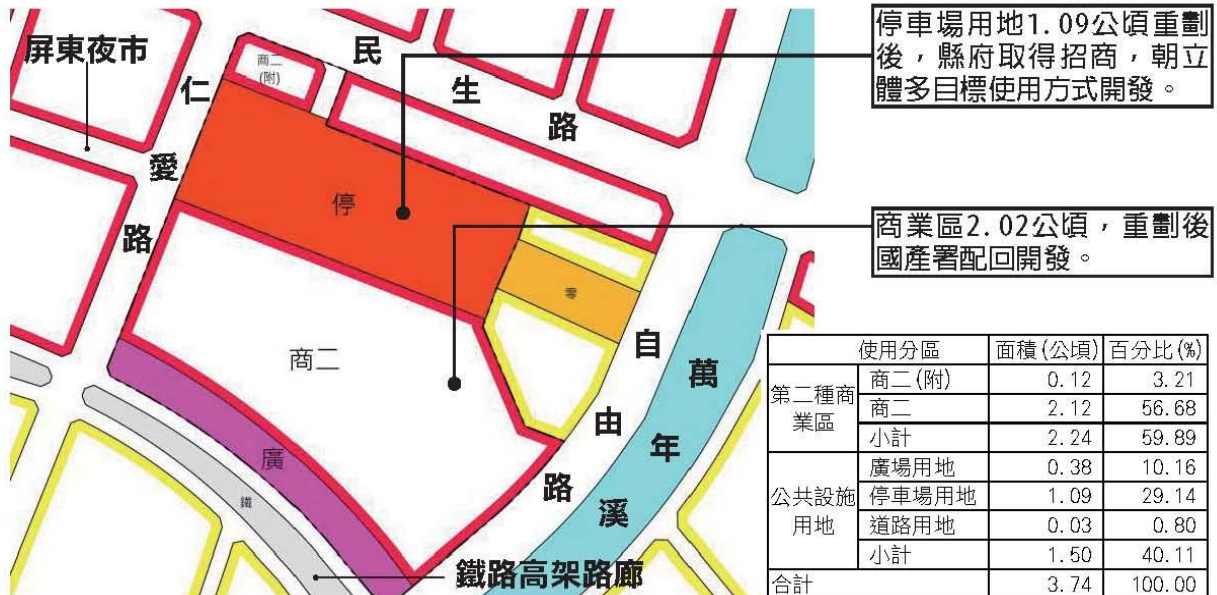 停車場用地1.09公頃重劃
後，縣府取得招商，朝立
體多目標使用方式開發。
屏東夜市
商二
(附)
民生路
仁愛路
停
商業區2.02公頃，重劃後
國產署配回開發。
零
商二
自由路
萬年溪
廣
鐵
鐵路高架路廊
使用分區 面積(公頃) 百分比(%)
第二種商業區 商二(附) 0.12 3.21
商二 2.12 56.68
小計 2.24 59.89
公共設施用地 廣場用地 0.38 10.16
停車場用地 1.09 29.14
道路用地 0.03 0.80
小計 1.50 40.11
合計 3.74 100.00